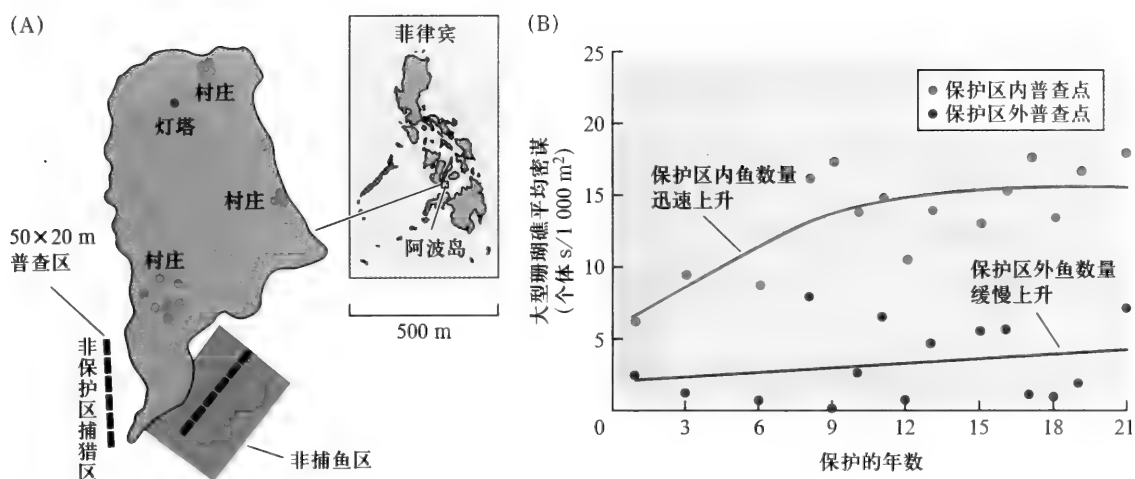 (A)
菲律宾
村庄
灯塔
村庄
阿波岛
50×20 m
普查区
村庄
500 m
非保护区捕猎区
非捕鱼区
(B)
大型珊瑚礁平均密谋
(个体 s/1 000 m²)
25
20
15
10
5
0
保护区内普查点
保护区外普查点
保护区内鱼数量
迅速上升
保护区外鱼数量
缓慢上升
3
6
9
12
15
18
21
保护的年数